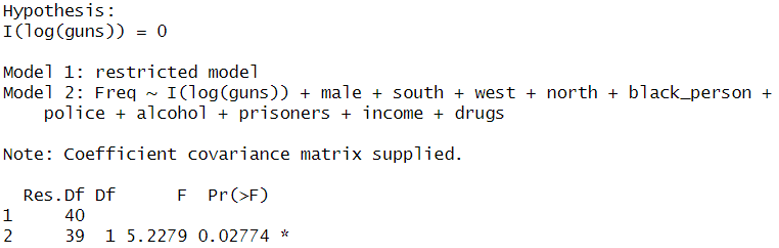 Hypothesis:
I(log(guns)) = 0
Model 1: restricted model
Model 2: Freq ~ I(log(guns)) + male + south + west + north + black_person +
police + alcohol + prisoners + income + drugs
Note: Coefficient covariance matrix supplied.
Res.Df Df F Pr(>F)
1 40
2 39 1 5.2279 0.02774 *